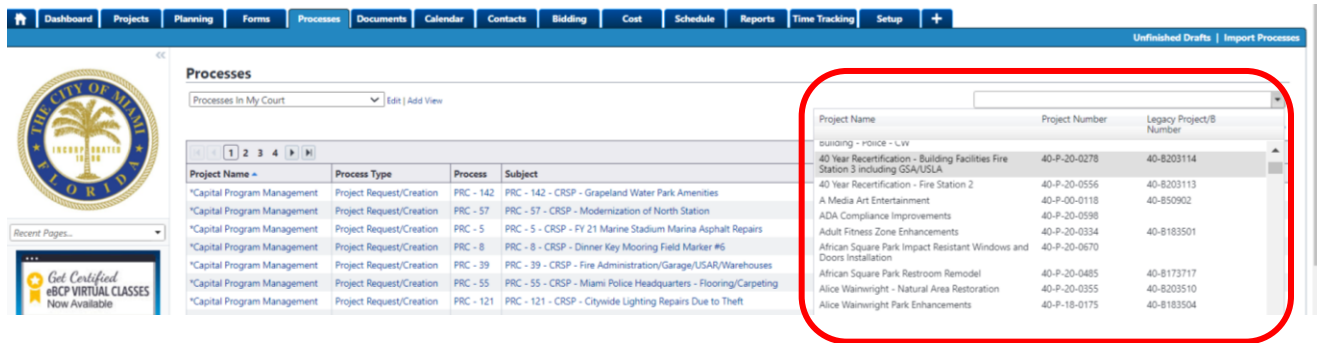 Dashboard Projects Planning Forms Processes Documents Calendar Contacts Bidding Cost Schedule Reports Time Tracking Setup +
Unfinished Drafts | Import Processes
<<
THE CITY OF MIAMI
INCORPORATED
18 96
FLORIDA
Recent Pages...
Get Certified
eBCP VIRTUAL CLASSES
Now Available
Processes
Processes In My Court Edit | Add View
1 2 3 4
Project Name Process Type Process Subject
*Capital Program Management Project Request/Creation PRC - 142 PRC - 142 - CRSP - Grapeland Water Park Amenities
*Capital Program Management Project Request/Creation PRC - 57 PRC - 57 - CRSP - Modernization of North Station
*Capital Program Management Project Request/Creation PRC - 5 PRC - 5 - CRSP - FY 21 Marine Stadium Marina Asphalt Repairs
*Capital Program Management Project Request/Creation PRC - 8 PRC - 8 - CRSP - Dinner Key Mooring Field Marker #6
*Capital Program Management Project Request/Creation PRC - 39 PRC - 39 - CRSP - Fire Administration/Garage/USAR/Warehouses
*Capital Program Management Project Request/Creation PRC - 55 PRC - 55 - CRSP - Miami Police Headquarters - Flooring/Carpeting
*Capital Program Management Project Request/Creation PRC - 121 PRC - 121 - CRSP - Citywide Lighting Repairs Due to Theft
Project Name Project Number Legacy Project/B
Number
Building - Police - CW
40 Year Recertification - Building Facilities Fire 40-P-20-0278 40-B203114
Station 3 including GSA/USLA
40 Year Recertification - Fire Station 2 40-P-20-0556 40-B203113
A Media Art Entertainment 40-P-00-0118 40-B50902
ADA Compliance Improvements 40-P-20-0598
Adult Fitness Zone Enhancements 40-P-20-0334 40-B183501
African Square Park Impact Resistant Windows and 40-P-20-0670
Doors Installation
African Square Park Restroom Remodel 40-P-20-0485 40-B173717
Alice Wainwright - Natural Area Restoration 40-P-20-0355 40-B203510
Alice Wainwright Park Enhancements 40-P-18-0175 40-B183504